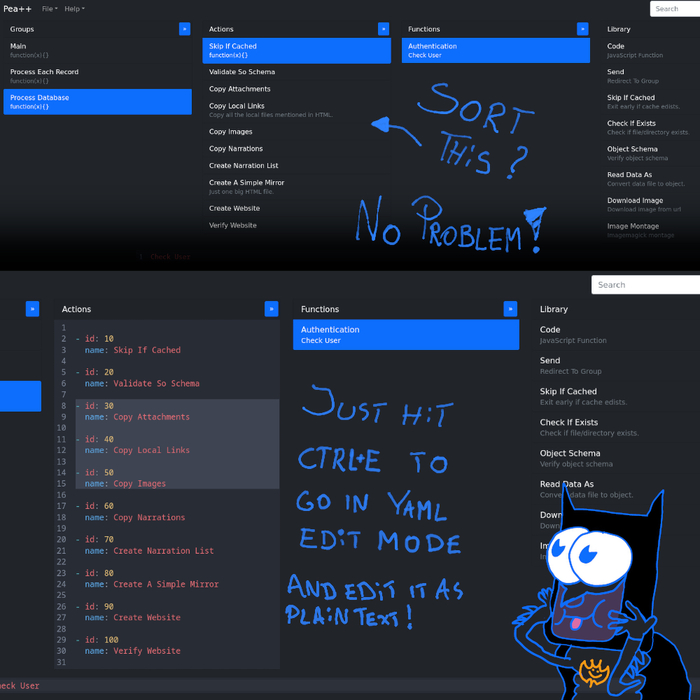 Pea++ File Help Search
Groups »
Main
function(x){}
Process Each Record
function(x){}
Process Database
function(x){}
Actions »
Skip If Cached
function(x){}
Validate So Schema
Copy Attachments
Copy Local Links
Copy all the local files mentioned in HTML.
Copy Images
Copy Narrations
Create Narration List
Create A Simple Mirror
Just one big HTML file.
Create Website
Verify Website
Functions »
Authentication
Check User
SORT
THIS?
NO PROBLEM!
Library
Code
JavaScript Function
Send
Redirect To Group
Skip If Cached
Exit early if cache edists.
Check If Exists
Check if file/directory exists.
Object Schema
Verify object schema
Read Data As
Convert data file to object.
Download Image
Download image from url
Image Montage
Imagemagick montage
1 Check User
Search
»
Actions »
1
2 - id: 10
3 name: Skip If Cached
4
5 - id: 20
6 name: Validate So Schema
7
8 - id: 30
9 name: Copy Attachments
10
11 - id: 40
12 name: Copy Local Links
13
14 - id: 50
15 name: Copy Images
16
17 - id: 60
18 name: Copy Narrations
19
20 - id: 70
21 name: Create Narration List
22
23 - id: 80
24 name: Create A Simple Mirror
25
26 - id: 90
27 name: Create Website
28
29 - id: 100
30 name: Verify Website
31
Functions »
Authentication
Check User
JUST HIT
CTRL+E TO
GO IN YAML
EDIT MODE
AND EDIT IT AS
PLAIN TEXT!
Library
Code
JavaScript Function
Send
Redirect To Group
Skip If Cached
Exit early if cache edists.
Check If Exists
Check if file/directory exists.
Object Schema
Verify object schema
Read Data As
Conve data file to object.
Down
Down
eck User